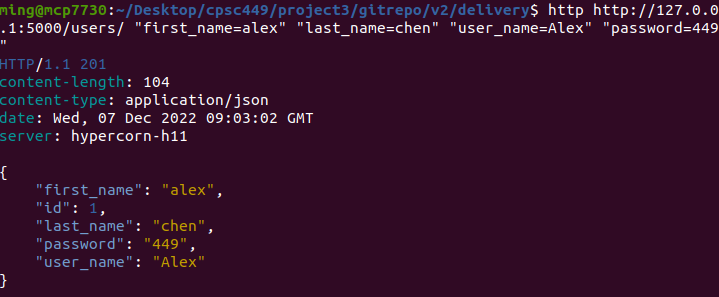 ming@mcp7730:~/Desktop/cpsc449/project3/gitrepo/v2/delivery$ http http://127.0.0
.1:5000/users/ "first_name=alex" "last_name=chen" "user_name=Alex" "password=449
"
HTTP/1.1 201
content-length: 104
content-type: application/json
date: Wed, 07 Dec 2022 09:03:02 GMT
server: hypercorn-h11

{
    "first_name": "alex",
    "id": 1,
    "last_name": "chen",
    "password": "449",
    "user_name": "Alex"
}